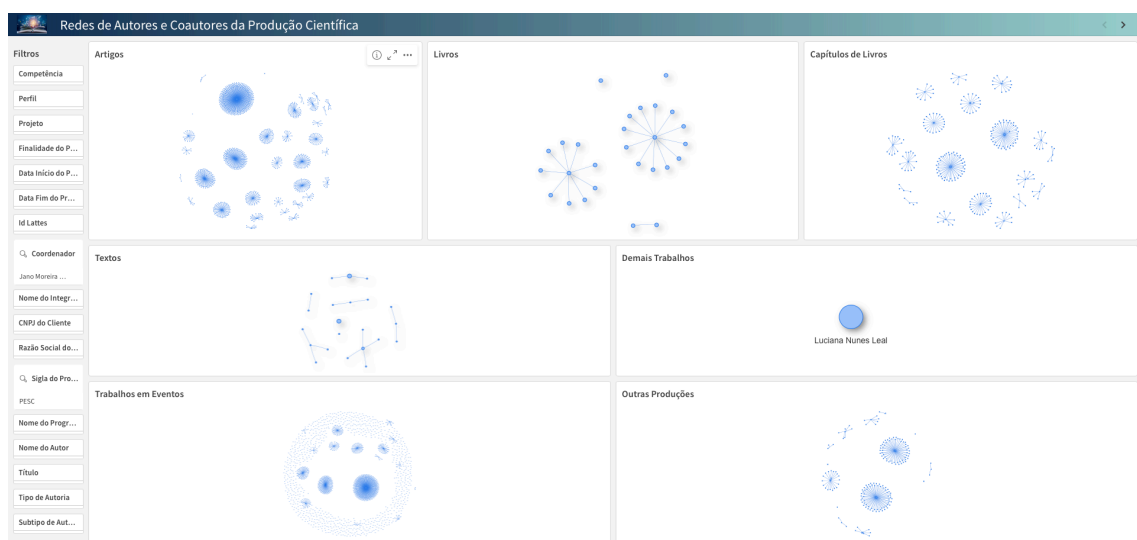 Redes de Autores e Coautores da Produção Científica
Filtros
Competência
Perfil
Projeto
Finalidade do P...
Data Início do P...
Data Fim do Pr...
Id Lattes
Coordenador
Jano Moreira ...
Nome do Integr...
CNPJ do Cliente
Razão Social do...
Sigla do Pro...
PESC
Nome do Progr...
Nome do Autor
Título
Tipo de Autoria
Subtipo de Aut...
Artigos
Livros
Capítulos de Livros
Textos
Demais Trabalhos
Luciana Nunes Leal
Trabalhos em Eventos
Outras Produções